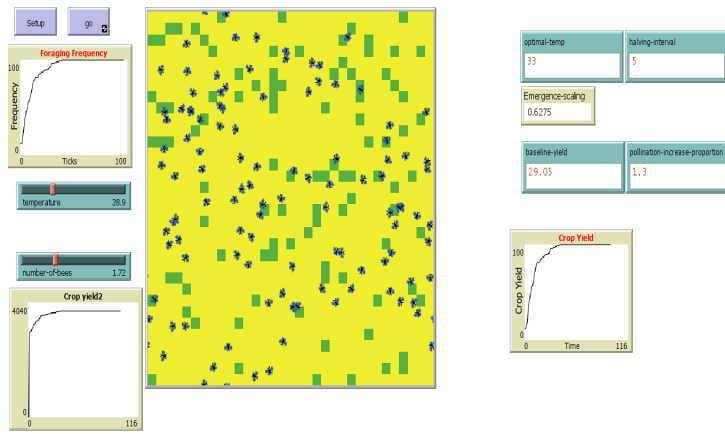 Setup
go
Foraging Frequency
100
Frequency
0
0
Ticks
100
temperature
28.9
number-of-bees
1.72
Crop yield2
4040
0
0
116
optimal-temp
33
halving-interval
5
Emergence-scaling
0.6275
baseline-yield
29.05
pollination-increase-proportion
1.3
Crop Yield
100
Crop Yield
0
0
Time
116